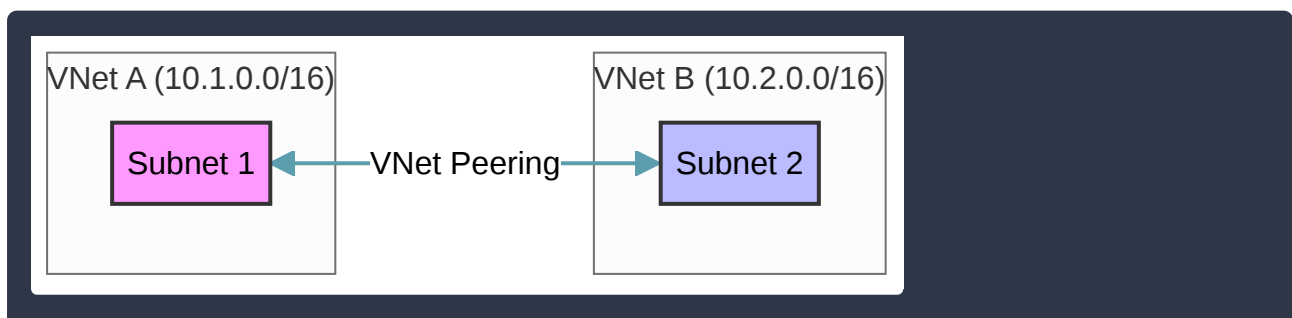 VNet A (10.1.0.0/16)
VNet B (10.2.0.0/16)
Subnet 1
VNet Peering
Subnet 2